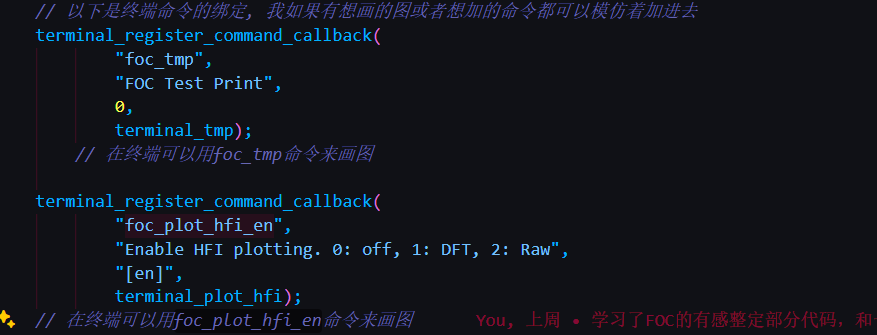 // 以下是终端命令的绑定, 我如果有想画的图或者想加的命令都可以模仿着加进去
terminal_register_command_callback(
"foc_tmp",
"FOC Test Print",
0,
terminal_tmp);
// 在终端可以用foc_tmp命令来画图
terminal_register_command_callback(
"foc_plot_hfi_en",
"Enable HFI plotting. 0: off, 1: DFT, 2: Raw",
"[en]",
terminal_plot_hfi);
// 在终端可以用foc_plot_hfi_en命令来画图 You, 上周 • 学习了FOC的有感整定部分代码，和